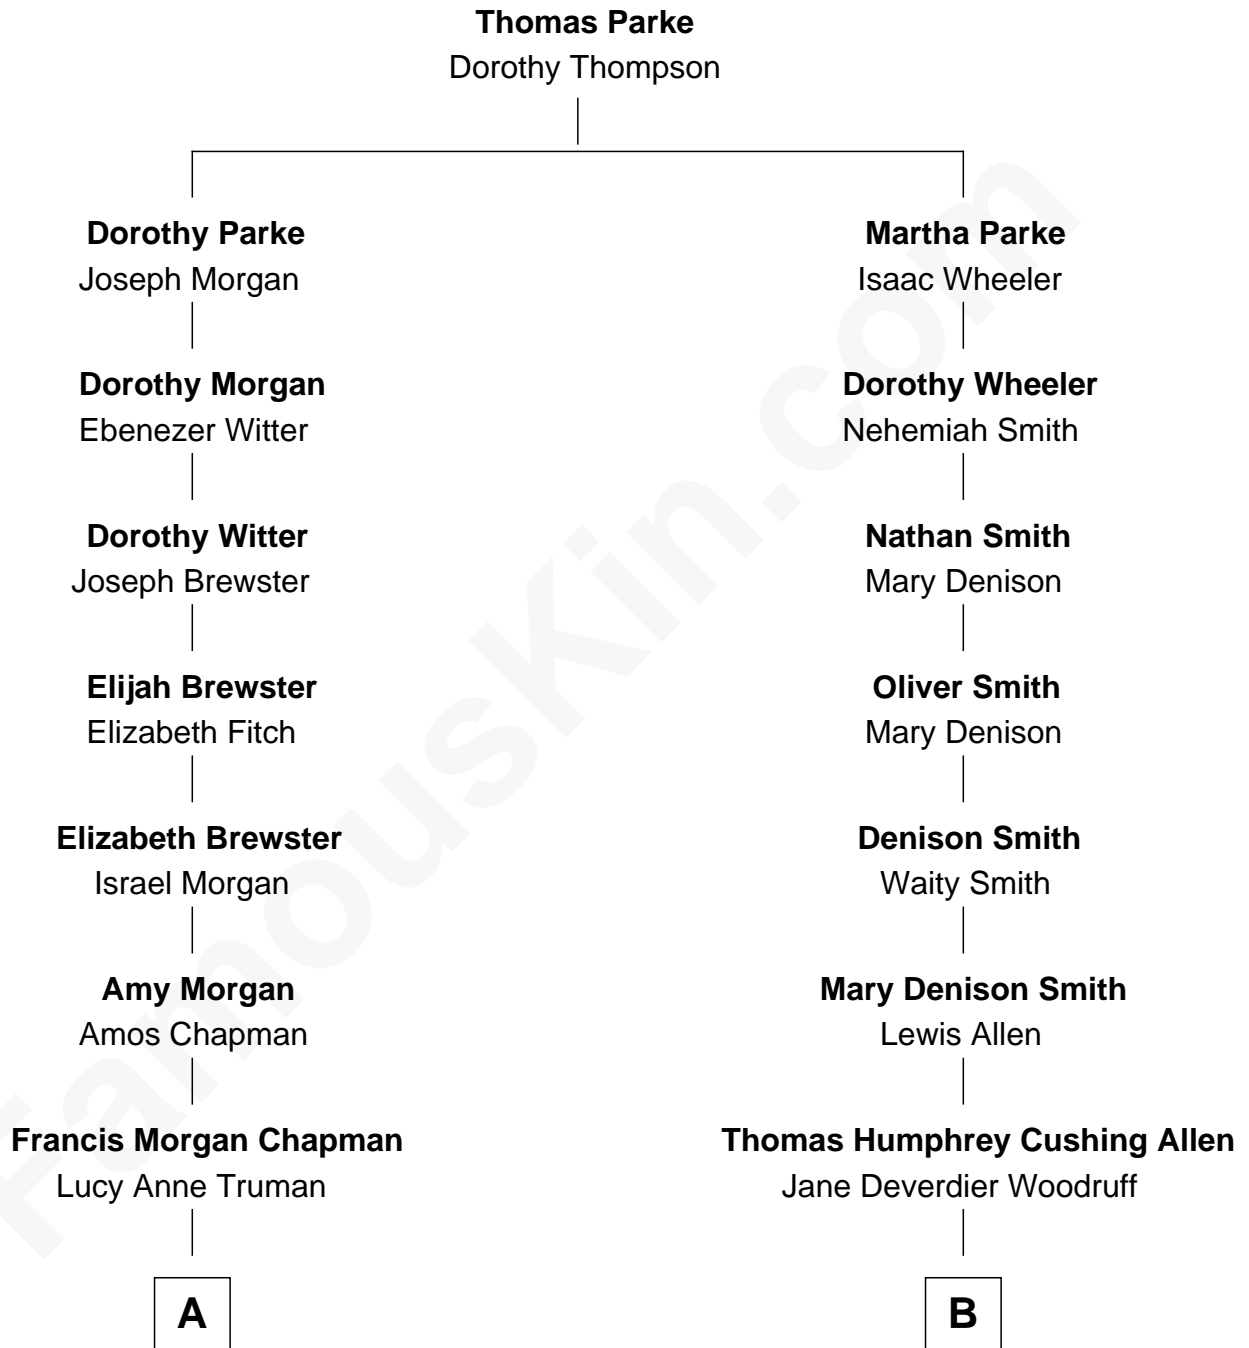 Thomas Parke
Dorothy Thompson
Dorothy Parke
Joseph Morgan
Martha Parke
Isaac Wheeler
Dorothy Morgan
Ebenezer Witter
Dorothy Wheeler
Nehemiah Smith
Dorothy Witter
Joseph Brewster
Nathan Smith
Mary Denison
Elijah Brewster
Elizabeth Fitch
Oliver Smith
Mary Denison
Elizabeth Brewster
Israel Morgan
Denison Smith
Waity Smith
Amy Morgan
Amos Chapman
Mary Denison Smith
Lewis Allen
Francis Morgan Chapman
Lucy Anne Truman
Thomas Humphrey Cushing Allen
Jane Deverdier Woodruff
A
B
FamousKin.com